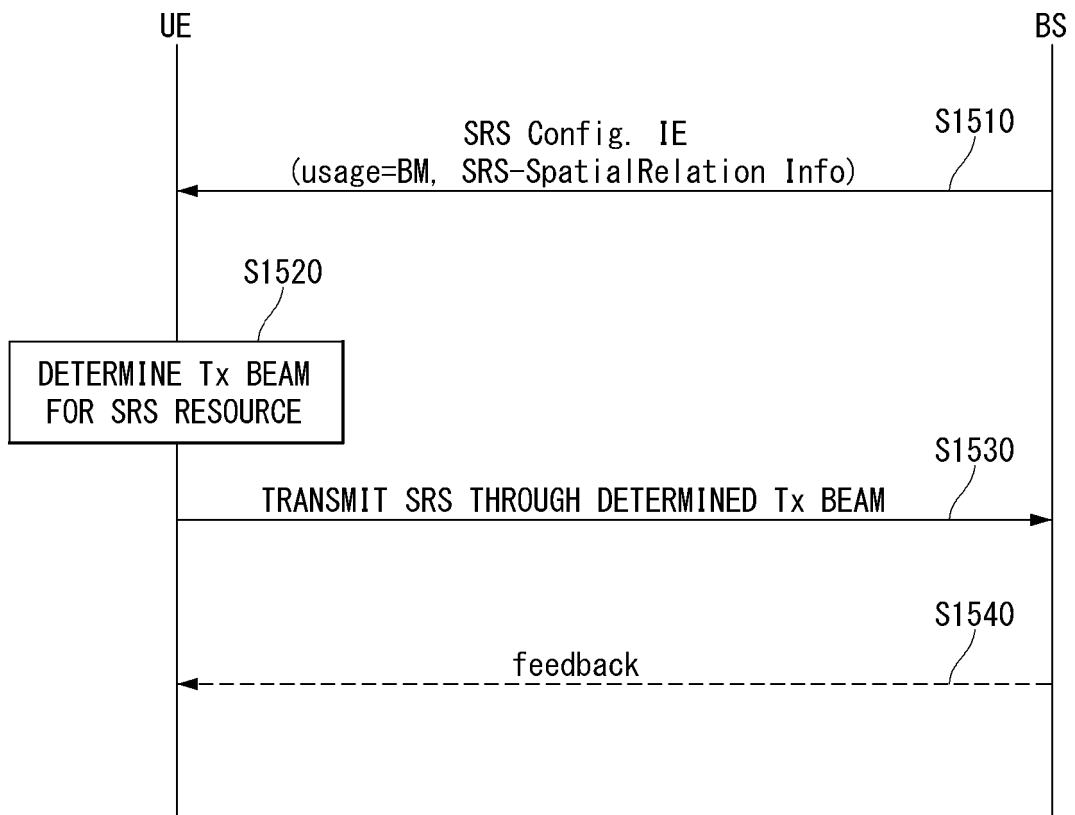 UE
BS
S1510
SRS Config. IE
(usage=BM, SRS-SpatialRelation Info)
S1520
DETERMINE Tx BEAM
FOR SRS RESOURCE
S1530
TRANSMIT SRS THROUGH DETERMINED Tx BEAM
S1540
feedback